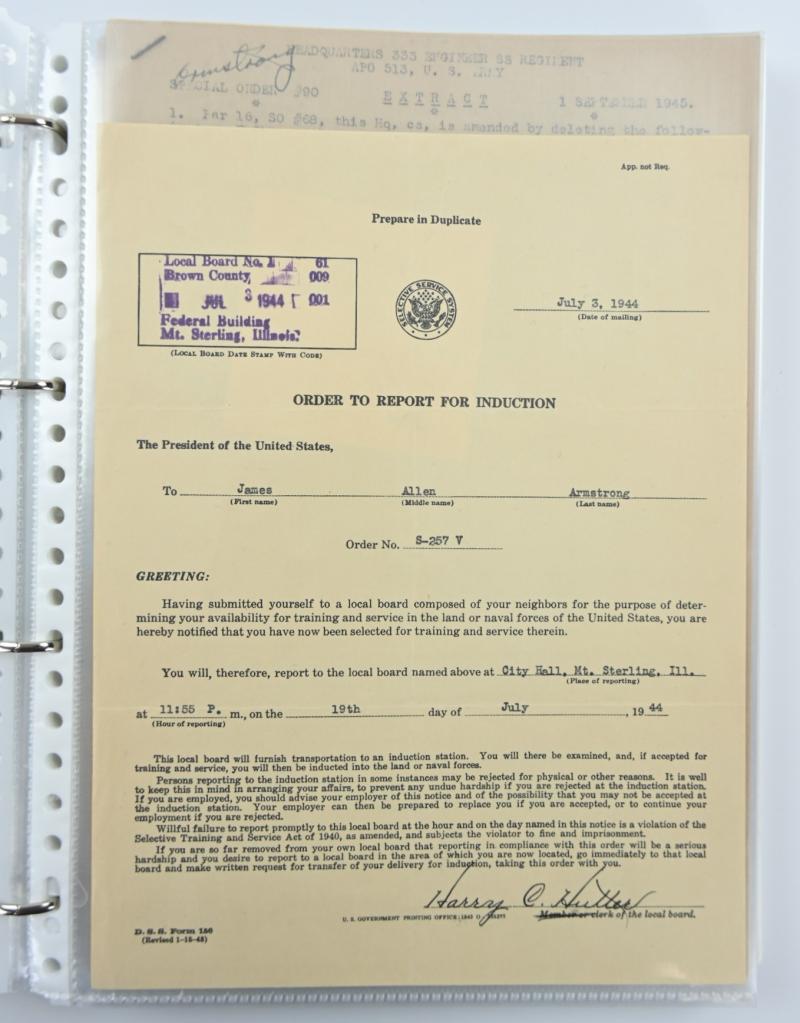 Armstrong
HEADQUARTERS 333 ENGINEER SS REGIMENT
APO 513, U. S. ARMY
SPECIAL ORDER #90
E X T R A C T
1 SEPTEMBER 1945.
1. Par 16, SO #68, this Hq, cs, is amended by deleting the follow-
App. not Req.
Prepare in Duplicate
Local Board No. 1 61
Brown County, 009
JUL 3 1944 001
Federal Building
Mt. Sterling, Illinois
(LOCAL BOARD DATE STAMP WITH CODE)
SELECTIVE SERVICE SYSTEM
July 3, 1944
(Date of mailing)
ORDER TO REPORT FOR INDUCTION
The President of the United States,
To James Allen Armstrong
(First name) (Middle name) (Last name)
Order No. S-257 V
GREETING:
Having submitted yourself to a local board composed of your neighbors for the purpose of deter-
mining your availability for training and service in the land or naval forces of the United States, you are
hereby notified that you have now been selected for training and service therein.
You will, therefore, report to the local board named above at City Hall, Mt. Sterling, Ill.
(Place of reporting)
at 11:55 P. m., on the 19th day of July, 19 44
(Hour of reporting)
This local board will furnish transportation to an induction station. You will there be examined, and, if accepted for
training and service, you will then be inducted into the land or naval forces.
Persons reporting to the induction station in some instances may be rejected for physical or other reasons. It is well
to keep this in mind in arranging your affairs, to prevent any undue hardship if you are rejected at the induction station.
If you are employed, you should advise your employer of this notice and of the possibility that you may not be accepted at
the induction station. Your employer can then be prepared to replace you if you are accepted, or to continue your
employment if you are rejected.
Willful failure to report promptly to this local board at the hour and on the day named in this notice is a violation of the
Selective Training and Service Act of 1940, as amended, and subjects the violator to fine and imprisonment.
If you are so far removed from your own local board that reporting in compliance with this order will be a serious
hardship and you desire to report to a local board in the area of which you are now located, go immediately to that local
board and make written request for transfer of your delivery for induction, taking this order with you.
Harry C.
U. S. GOVERNMENT PRINTING OFFICE: 1943 O
Member or clerk of the local board.
D. S. S. Form 150
(Revised 1-15-43)